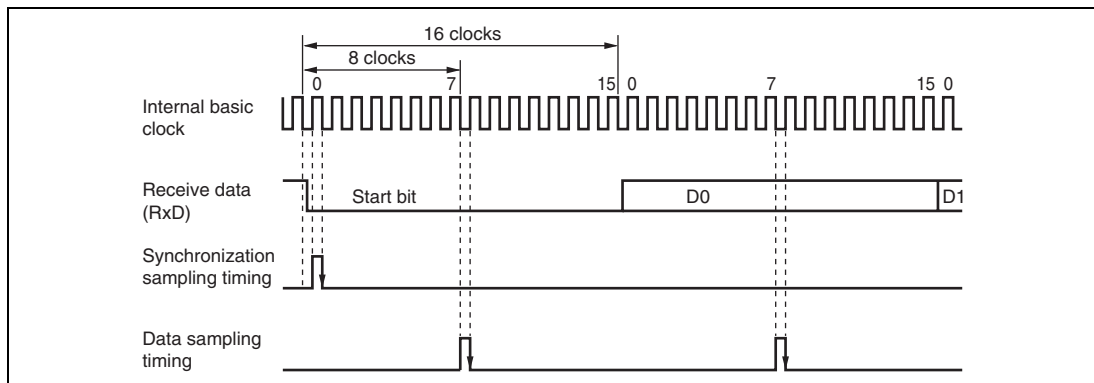 16 clocks
8 clocks
0 7 15 0 7 15 0
Internal basic
clock
Receive data
(RxD)
Start bit D0 D1
Synchronization
sampling timing
Data sampling
timing